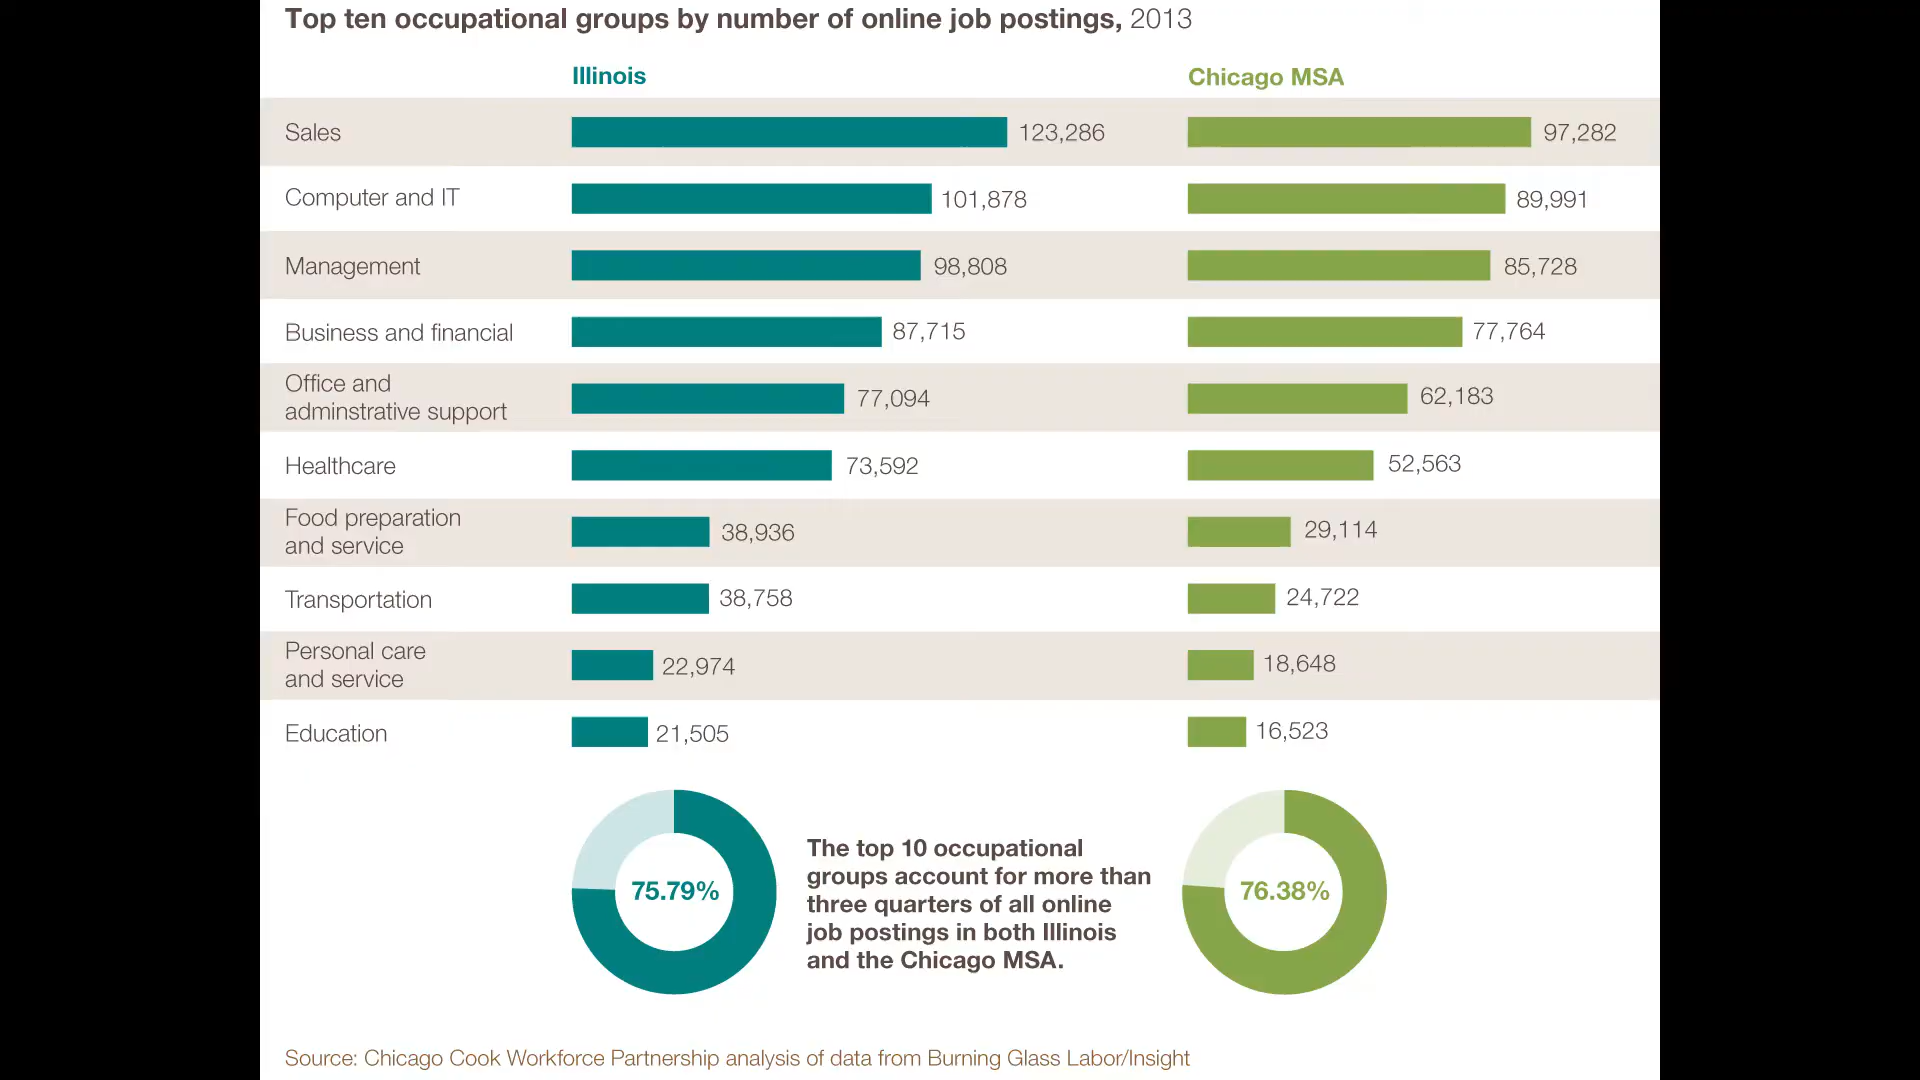 Top ten occupational groups by number of online job postings, 2013
Illinois
Chicago MSA
Sales
123,286
97,282
Computer and IT
101,878
89,991
Management
98,808
85,728
Business and financial
87,715
77,764
Office and
adminstrative support
77,094
62,183
Healthcare
73,592
52,563
Food preparation
and service
38,936
29,114
Transportation
38,758
24,722
Personal care
and service
22,974
18,648
Education
21,505
16,523
75.79%
The top 10 occupational
groups account for more than
three quarters of all online
job postings in both Illinois
and the Chicago MSA.
76.38%
Source: Chicago Cook Workforce Partnership analysis of data from Burning Glass Labor/Insight